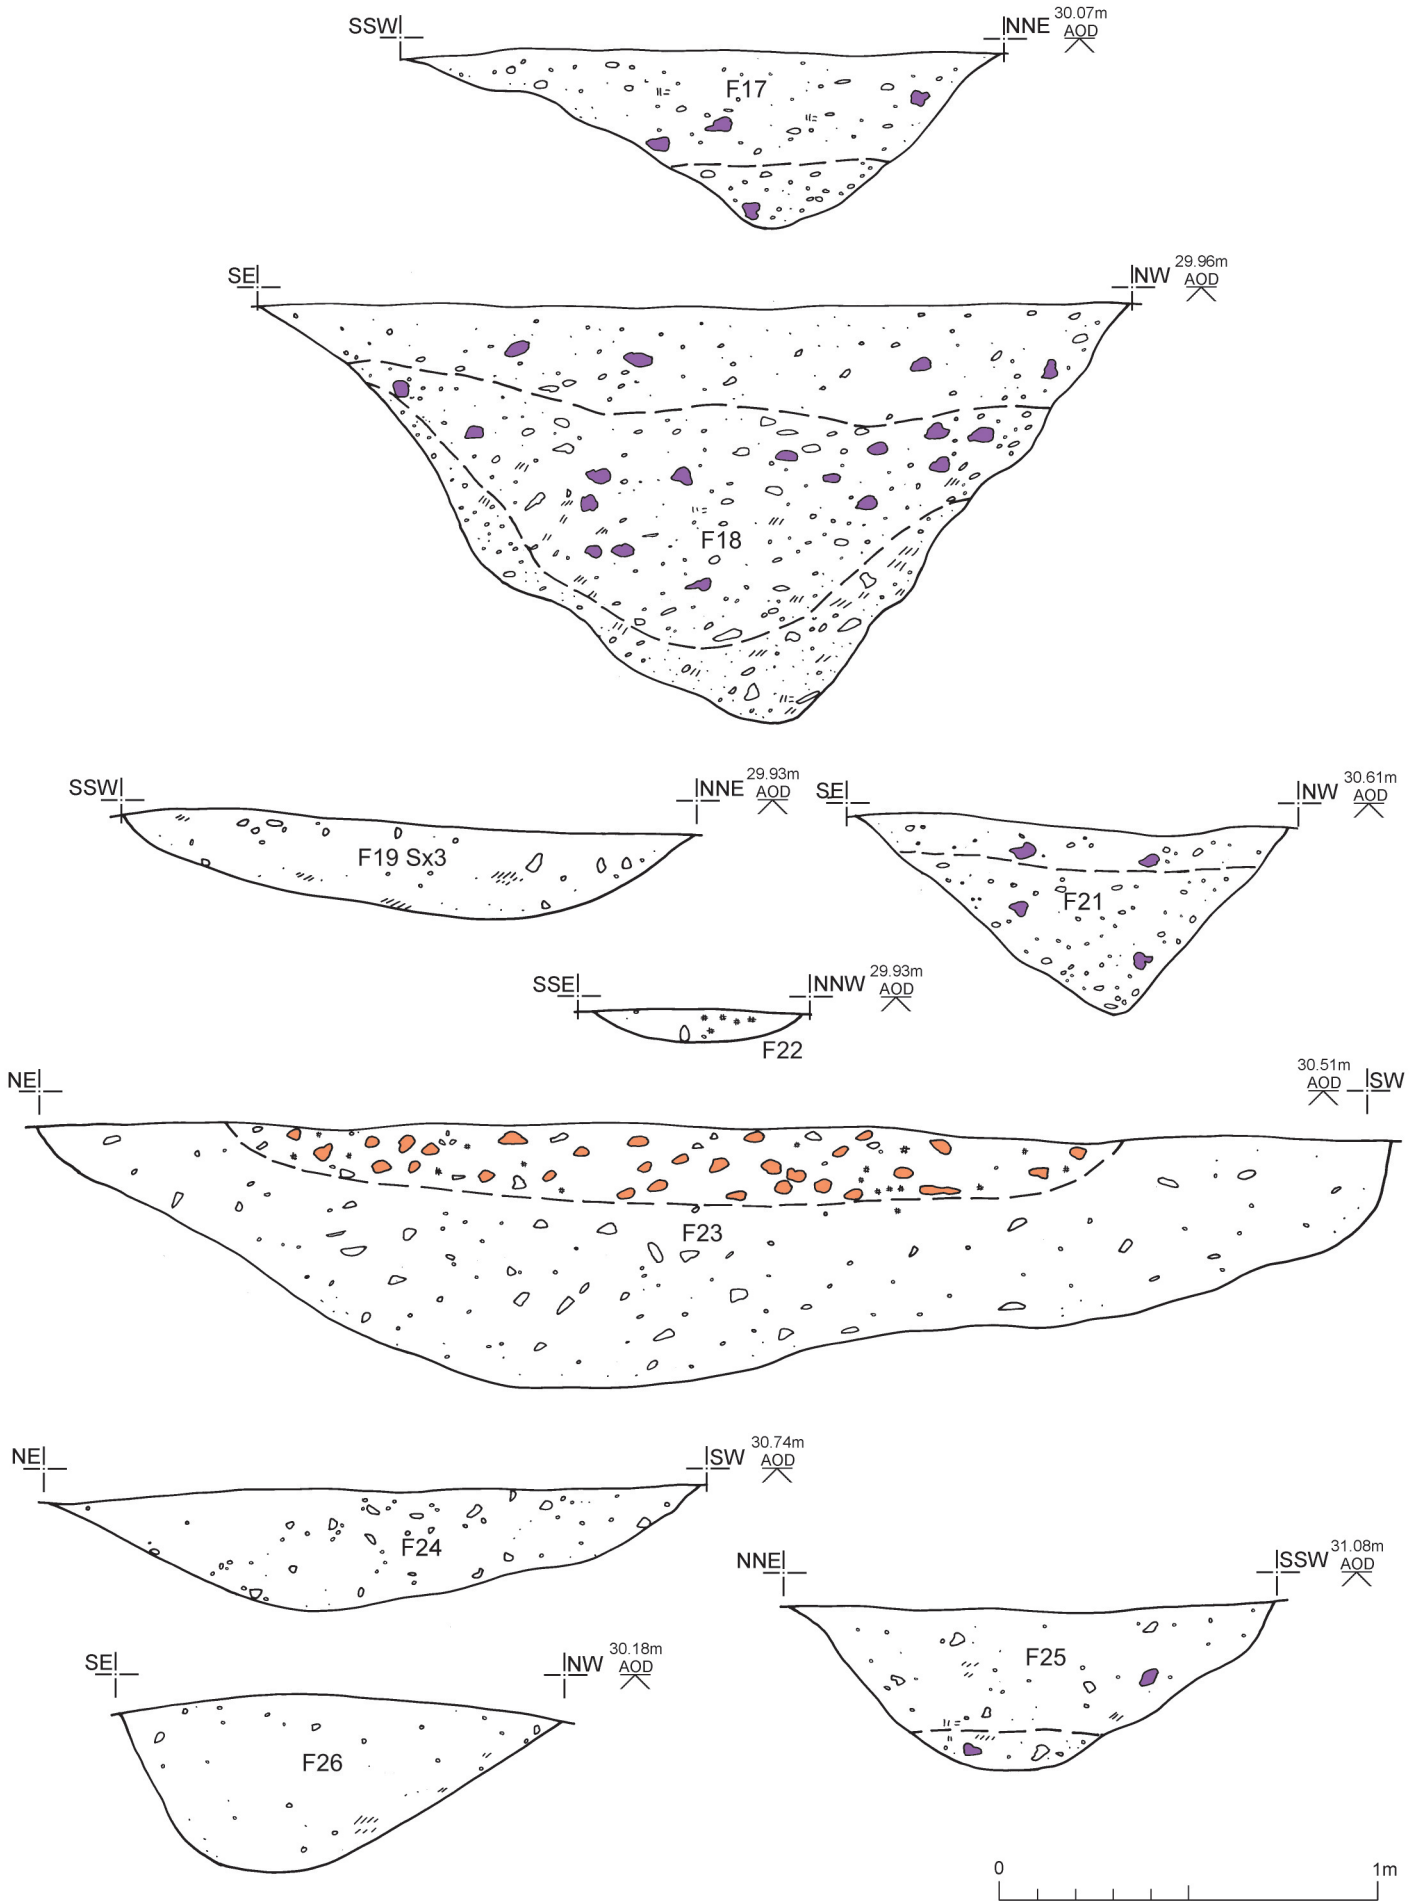 SSW NNE 30.07m AOD
F17
SE NW 29.96m AOD
F18
SSW NNE 29.93m AOD
F19 Sx3
SE NW 30.61m AOD
F21
SSE NNW 29.93m AOD
F22
NE 30.51m AOD SW
F23
NE SW 30.74m AOD
F24
NNE SSW 31.08m AOD
F25
SE NW 30.18m AOD
F26
0 1m